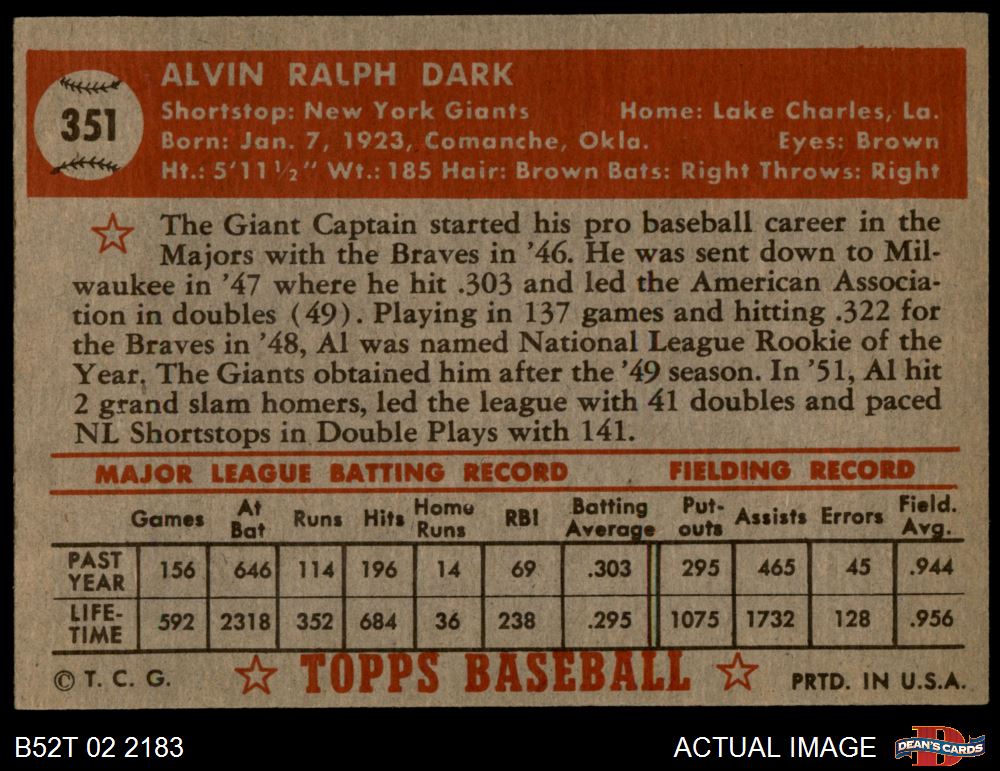 351
ALVIN RALPH DARK
Shortstop: New York Giants Home: Lake Charles, La.
Born: Jan. 7, 1923, Comanche, Okla. Eyes: Brown
Ht.: 5'11½" Wt.: 185 Hair: Brown Bats: Right Throws: Right
The Giant Captain started his pro baseball career in the
Majors with the Braves in '46. He was sent down to Mil-
waukee in '47 where he hit .303 and led the American Associa-
tion in doubles (49). Playing in 137 games and hitting .322 for
the Braves in '48, Al was named National League Rookie of the
Year. The Giants obtained him after the '49 season. In '51, Al hit
2 grand slam homers, led the league with 41 doubles and paced
NL Shortstops in Double Plays with 141.
MAJOR LEAGUE BATTING RECORD FIELDING RECORD
Games At Bat Runs Hits Home Runs RBI Batting Average Put-outs Assists Errors Field. Avg.
PAST YEAR 156 646 114 196 14 69 .303 295 465 45 .944
LIFE-TIME 592 2318 352 684 36 238 .295 1075 1732 128 .956
© T. C. G. TOPPS BASEBALL PRTD. IN U.S.A.
B52T 02 2183 ACTUAL IMAGE D DEAN'S CARDS